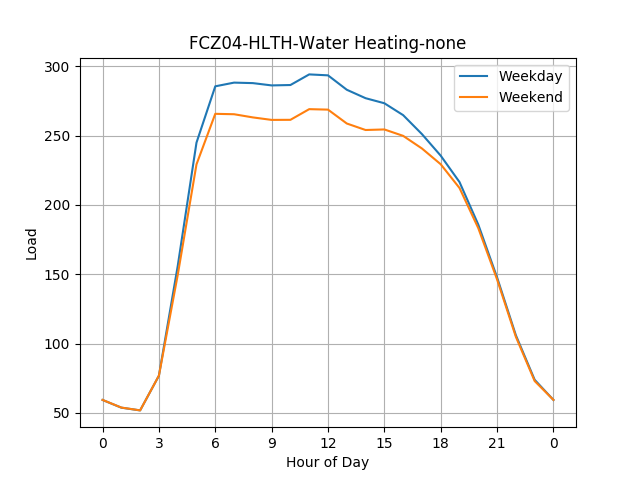 FCZ04-HLTH-Water Heating-none
Weekday
Weekend
Load
300
250
200
150
100
50
0 3 6 9 12 15 18 21 0
Hour of Day